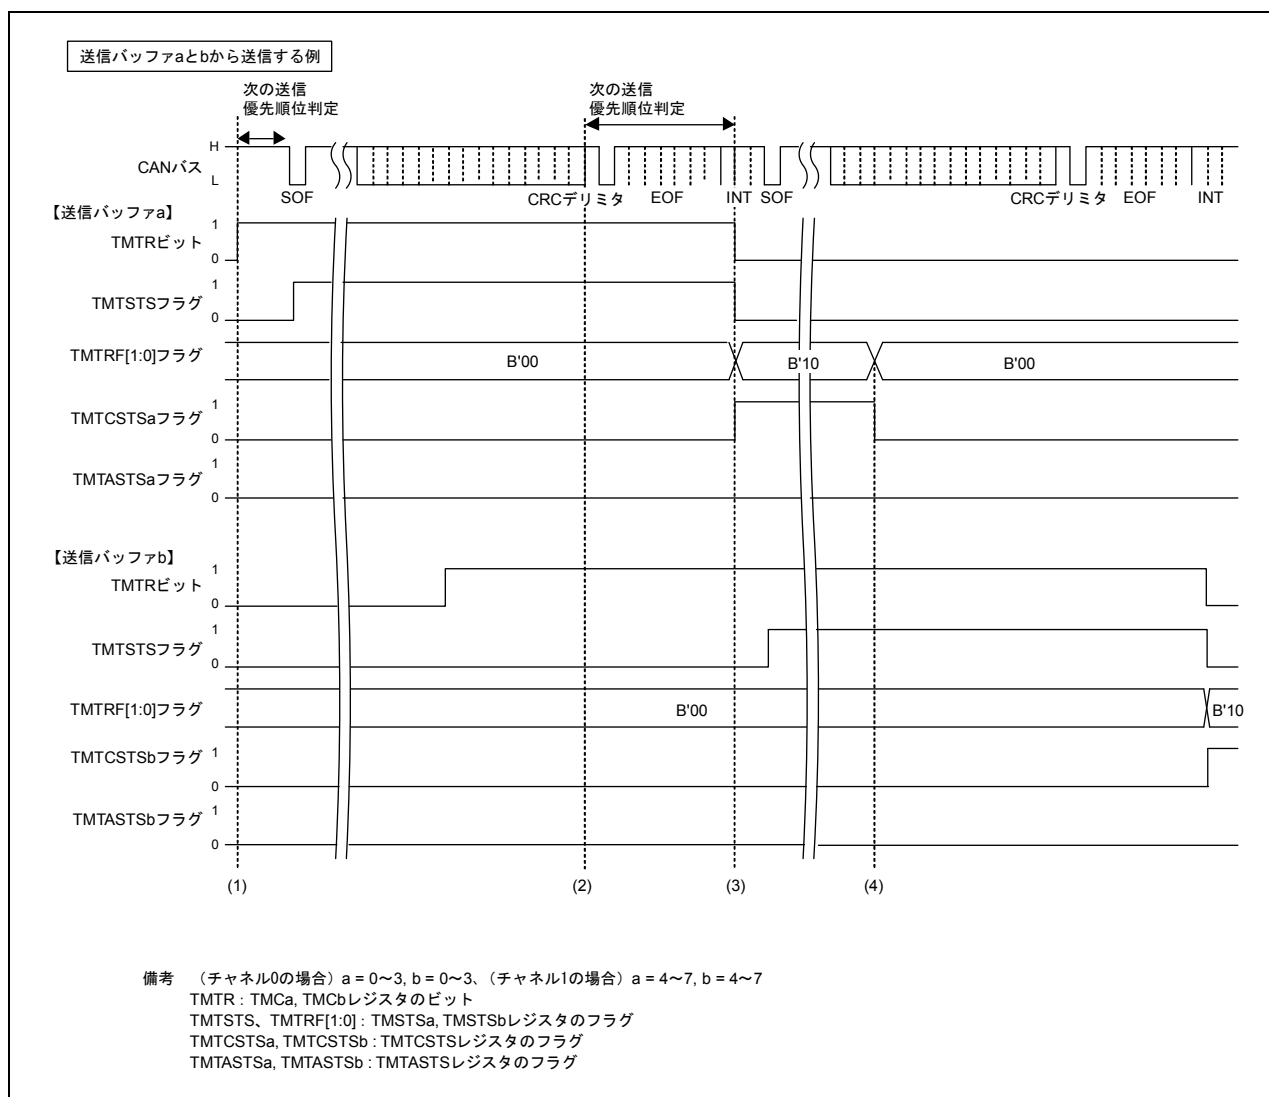 送信バッファaとbから送信する例
次の送信
優先順位判定
次の送信
優先順位判定
H
CANバス
L
SOF
CRCデリミタ
EOF
INT
SOF
CRCデリミタ
EOF
INT
【送信バッファa】
1
TMTRビット
0
1
TMTSTSフラグ
0
TMTRF[1:0]フラグ
B'00
B'10
B'00
1
TMTCSTSaフラグ
0
1
TMTASTSaフラグ
0
【送信バッファb】
1
TMTRビット
0
1
TMTSTSフラグ
0
TMTRF[1:0]フラグ
B'00
B'10
1
TMTCSTSbフラグ
0
1
TMTASTSbフラグ
0
(1)
(2)
(3)
(4)
備考 （チャネル0の場合）a = 0～3, b = 0～3、（チャネル1の場合）a = 4～7, b = 4～7
TMTR : TMCa, TMCbレジスタのビット
TMTSTS、TMTRF[1:0] : TMSTSa, TMSTSbレジスタのフラグ
TMTCSTSa, TMTCSTSb : TMTCSTSレジスタのフラグ
TMTASTSa, TMTASTSb : TMTASTSレジスタのフラグ